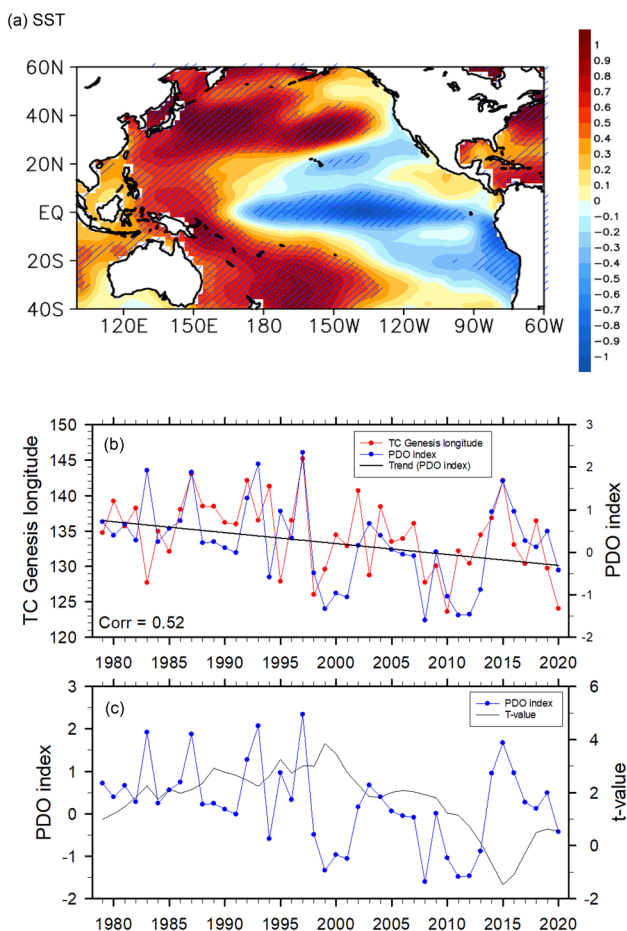 (a) SST
60N
40N
20N
EQ
20S
40S
120E 150E 180 150W 120W 90W 60W
1
0.9
0.8
0.7
0.6
0.5
0.4
0.3
0.2
0.1
0
-0.1
-0.2
-0.3
-0.4
-0.5
-0.6
-0.7
-0.8
-0.9
-1
(b)
TC Genesis longitude
PDO index
Trend (PDO index)
TC Genesis longitude
150
145
140
135
130
125
120
3
2
1
0
-1
-2
PDO index
Corr = 0.52
1980 1985 1990 1995 2000 2005 2010 2015 2020
(c)
PDO index
T-value
PDO index
3
2
1
0
-1
-2
6
4
2
0
-2
t-value
1980 1985 1990 1995 2000 2005 2010 2015 2020